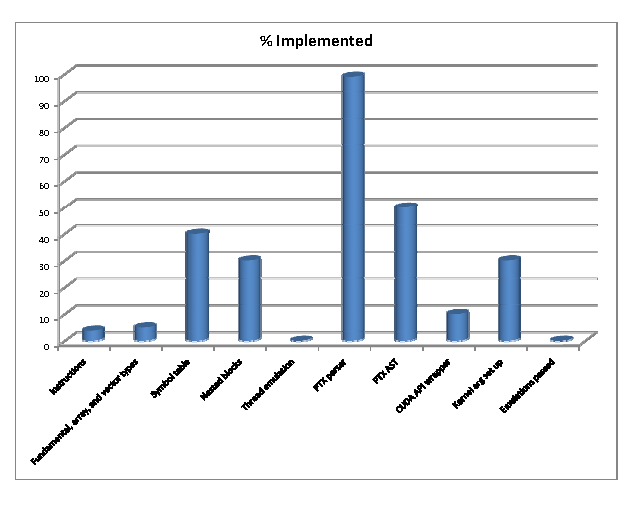 % Implemented
100
90
80
70
60
50
40
30
20
10
0
Instructions
Fundamental, array, and vector types
Symbol table
Nested blocks
Thread emulation
PTX parser
PTX AST
CUDA API wrapper
Kernel arg set up
passed